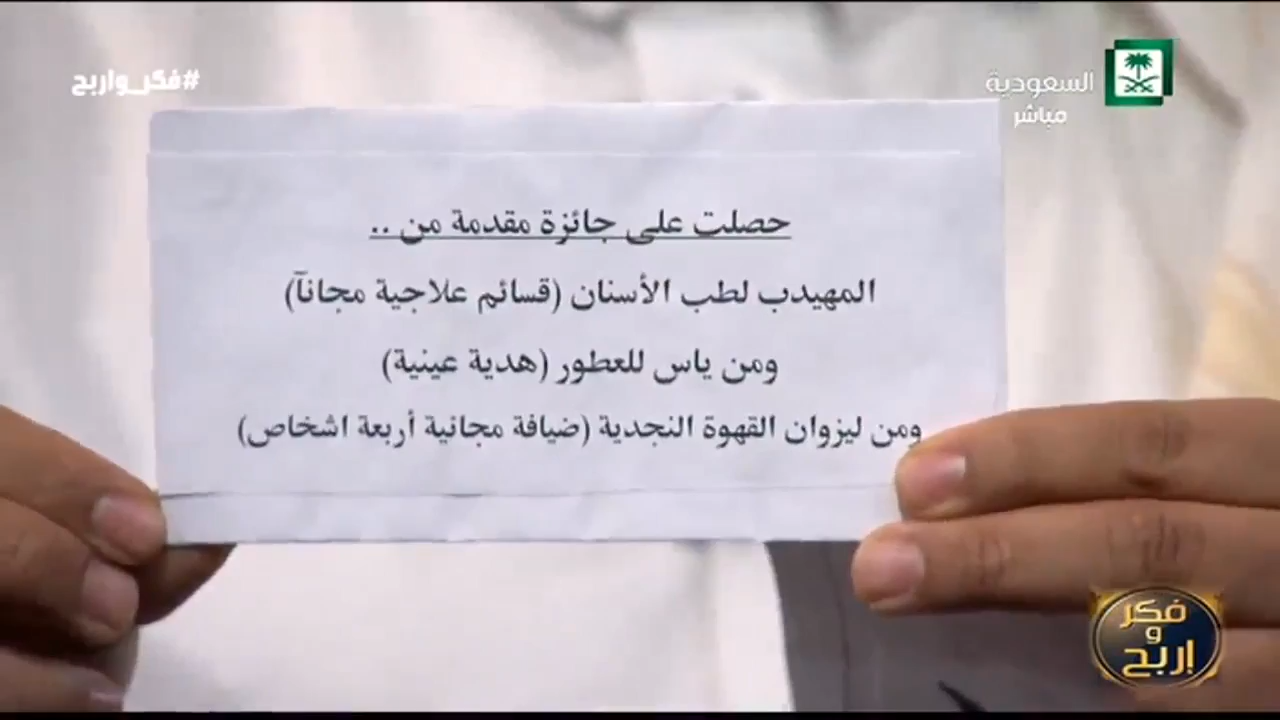 #فكر_واربح
السعودية
مباشر
حصلت على جائزة مقدمة من ..
المهيدب لطب الأسنان (قسائم علاجية مجانآ)
ومن ياس للعطور (هدية عينية)
ومن ليزوان القهوة النجدية (ضيافة مجانية أربعة اشخاص)
فكر
و
إربح